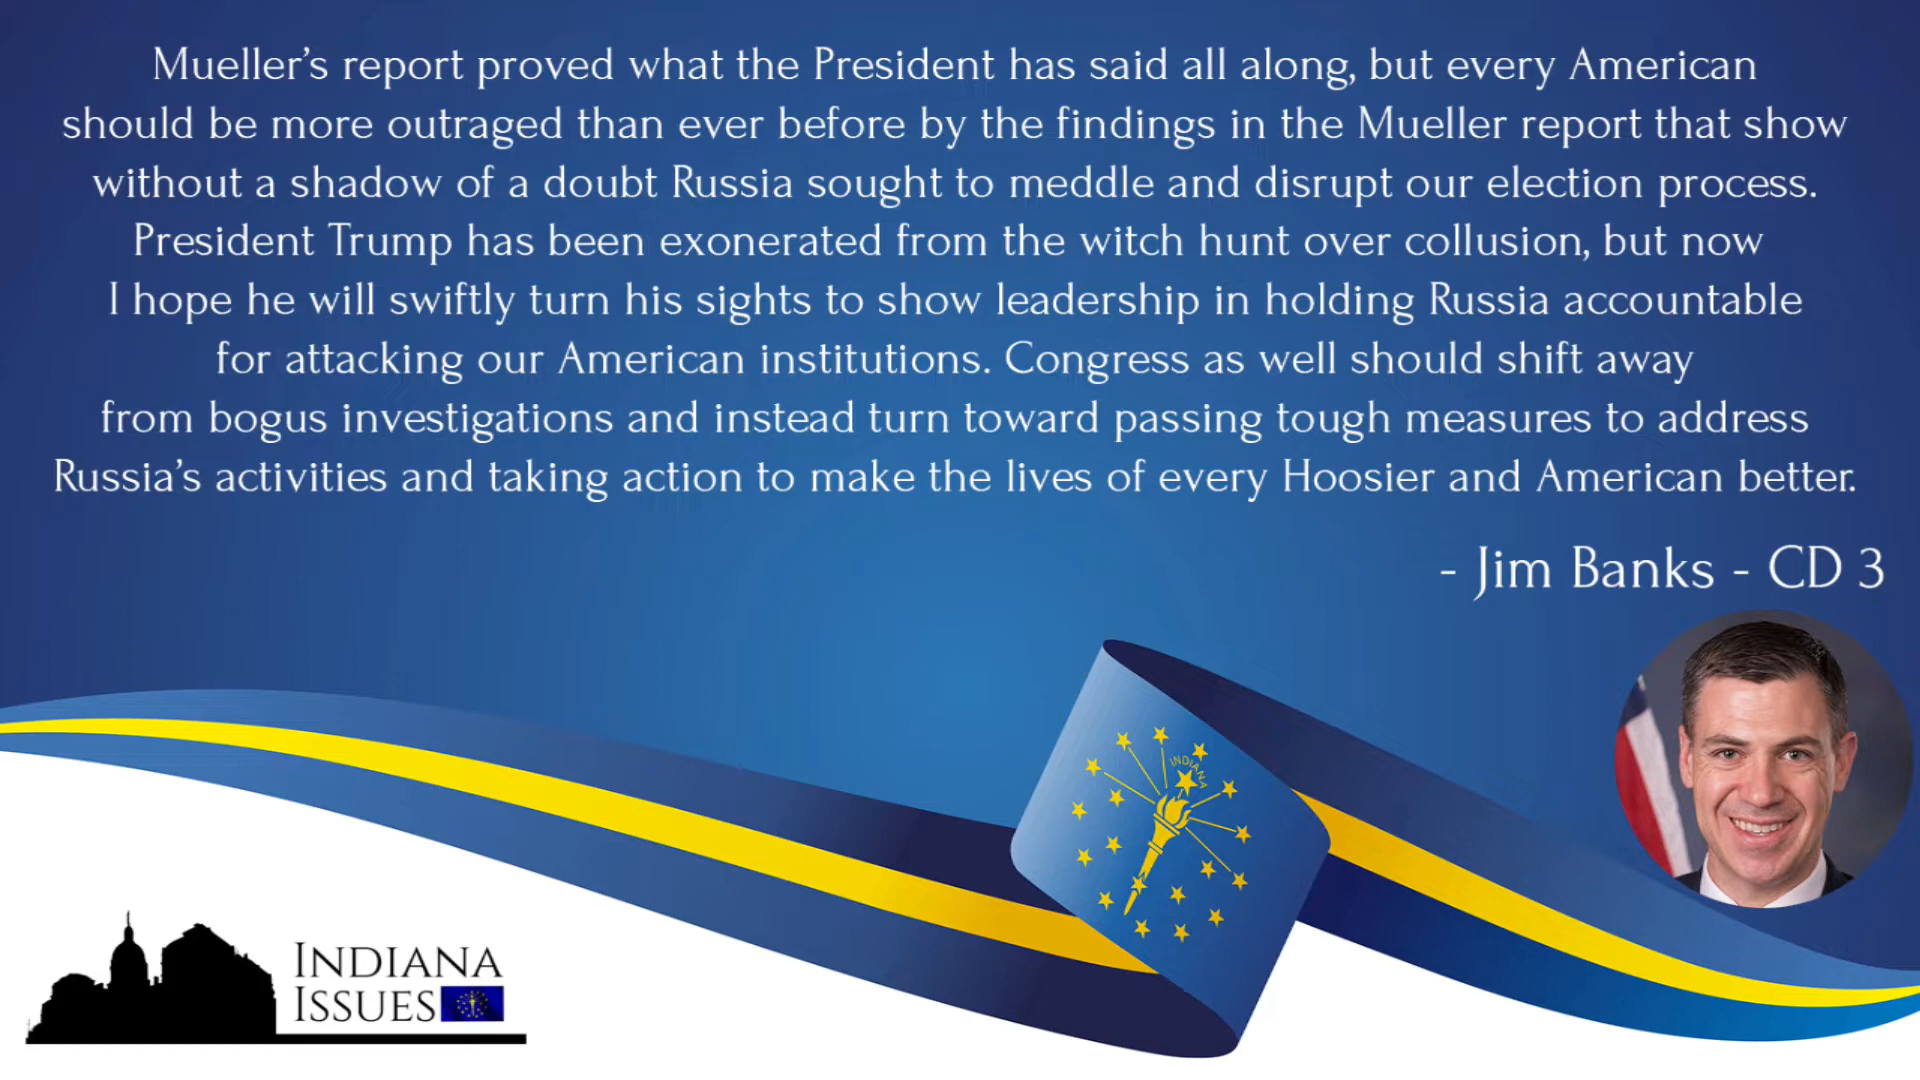 Mueller’s report proved what the President has said all along, but every American
should be more outraged than ever before by the findings in the Mueller report that show
without a shadow of a doubt Russia sought to meddle and disrupt our election process.
President Trump has been exonerated from the witch hunt over collusion, but now
I hope he will swiftly turn his sights to show leadership in holding Russia accountable
for attacking our American institutions. Congress as well should shift away
from bogus investigations and instead turn toward passing tough measures to address
Russia’s activities and taking action to make the lives of every Hoosier and American better.
- Jim Banks - CD 3
INDIANA
INDIANA
ISSUES